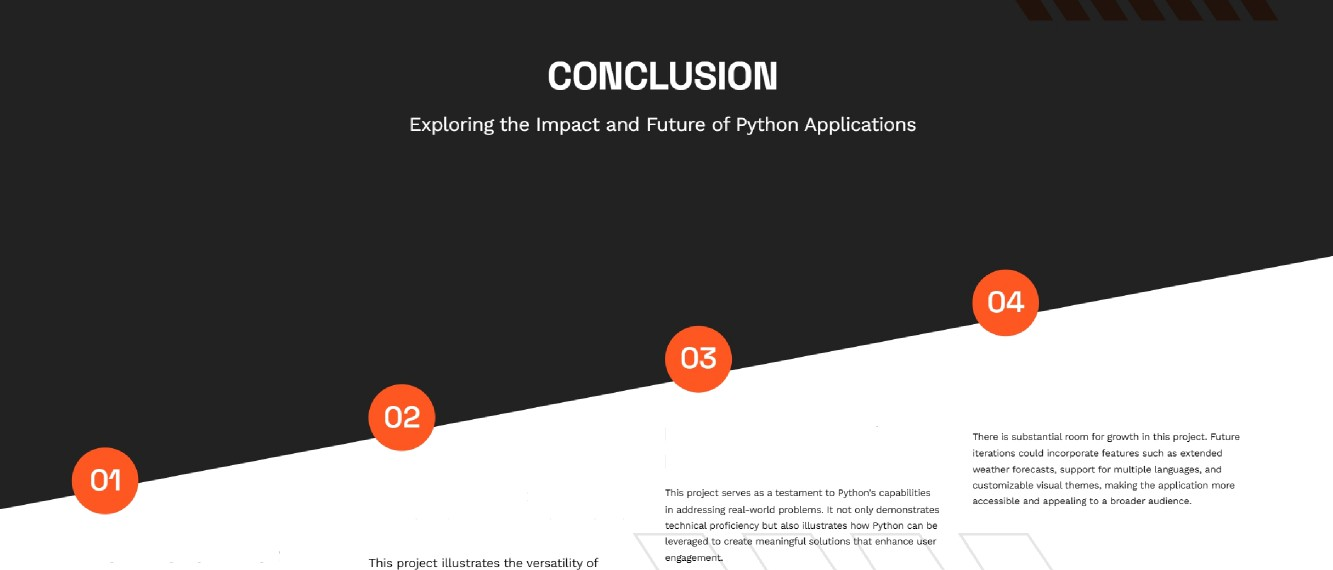 CONCLUSION
Exploring the Impact and Future of Python Applications
01
02
This project illustrates the versatility of
03
This project serves as a testament to Python's capabilities
in addressing real-world problems. It not only demonstrates
technical proficiency but also illustrates how Python can be
leveraged to create meaningful solutions that enhance user
engagement.
04
There is substantial room for growth in this project. Future
iterations could incorporate features such as extended
weather forecasts, support for multiple languages, and
customizable visual themes, making the application more
accessible and appealing to a broader audience.